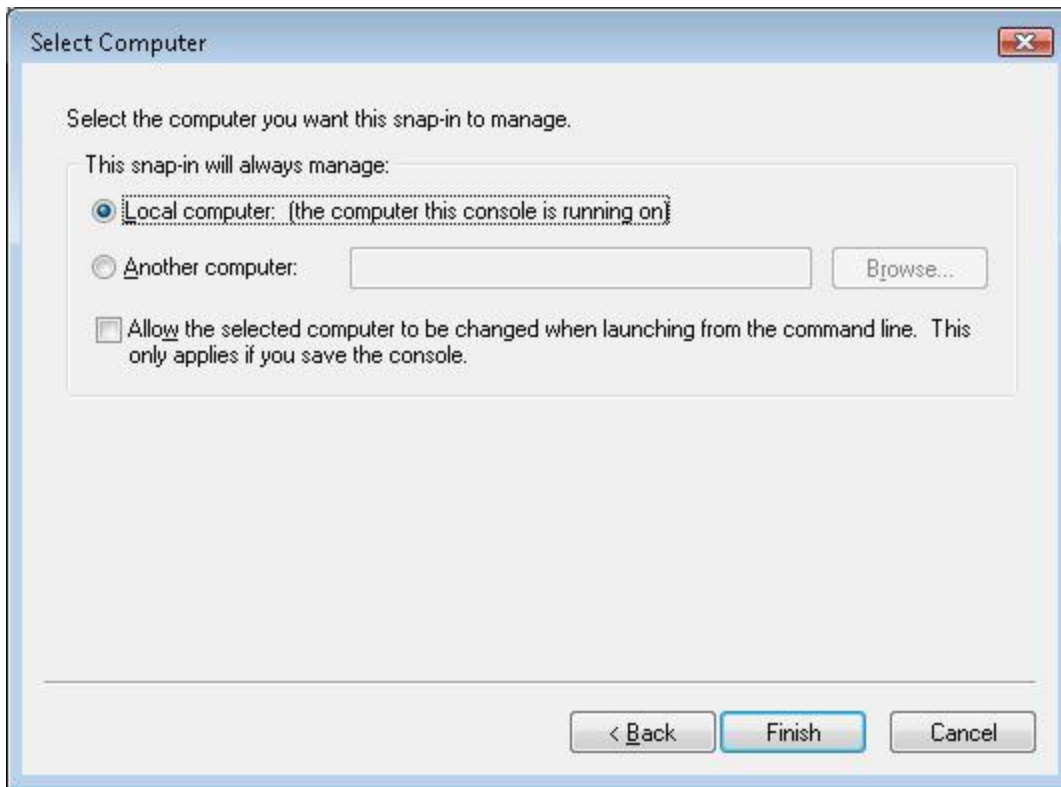 Select Computer
Select the computer you want this snap-in to manage.
This snap-in will always manage:
Local computer:  (the computer this console is running on)
Another computer:
Browse...
Allow the selected computer to be changed when launching from the command line.  This
only applies if you save the console.
< Back
Finish
Cancel